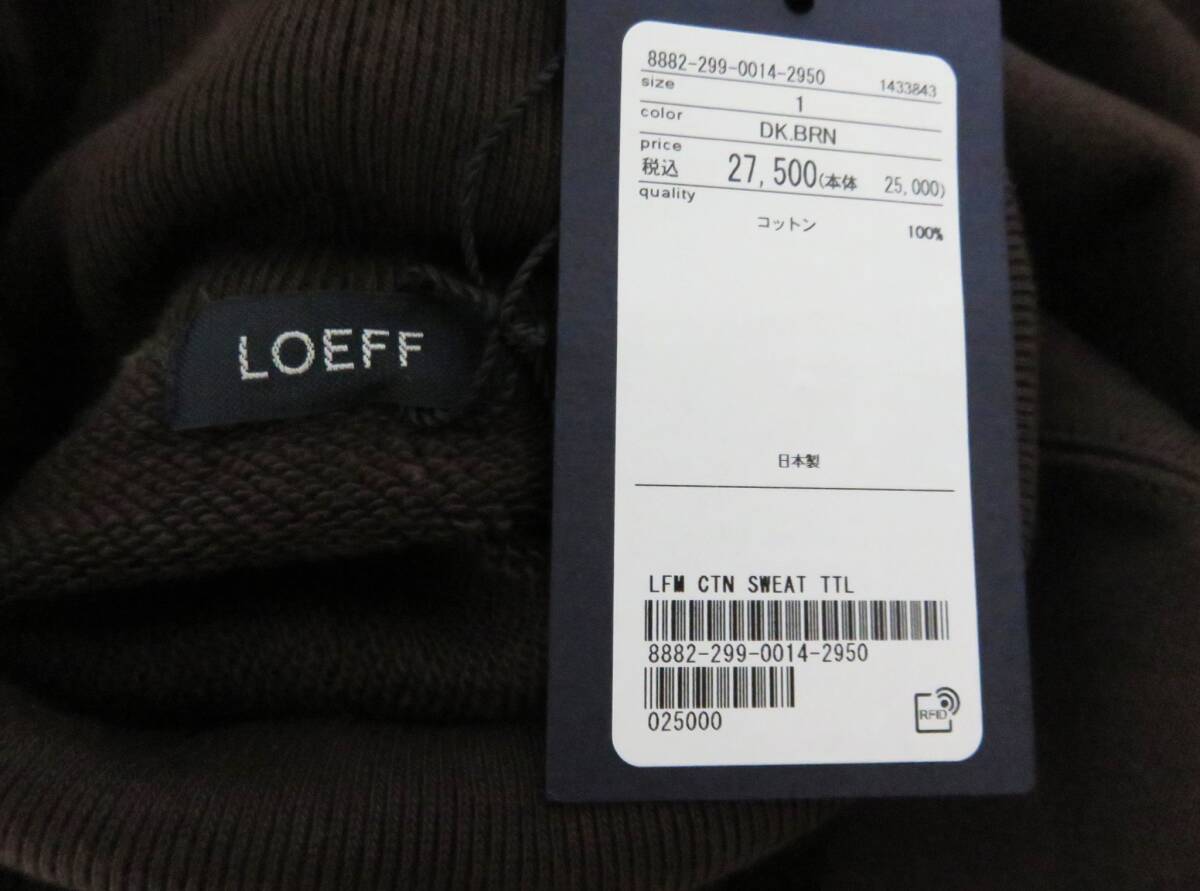 LOEFF
8882-299-0014-2950 1433843
size
1
color
DK.BRN
price
税込 27,500(本体 25,000)
quality
コットン 100%
日本製
LFM CTN SWEAT TTL
8882-299-0014-2950
025000
RFID